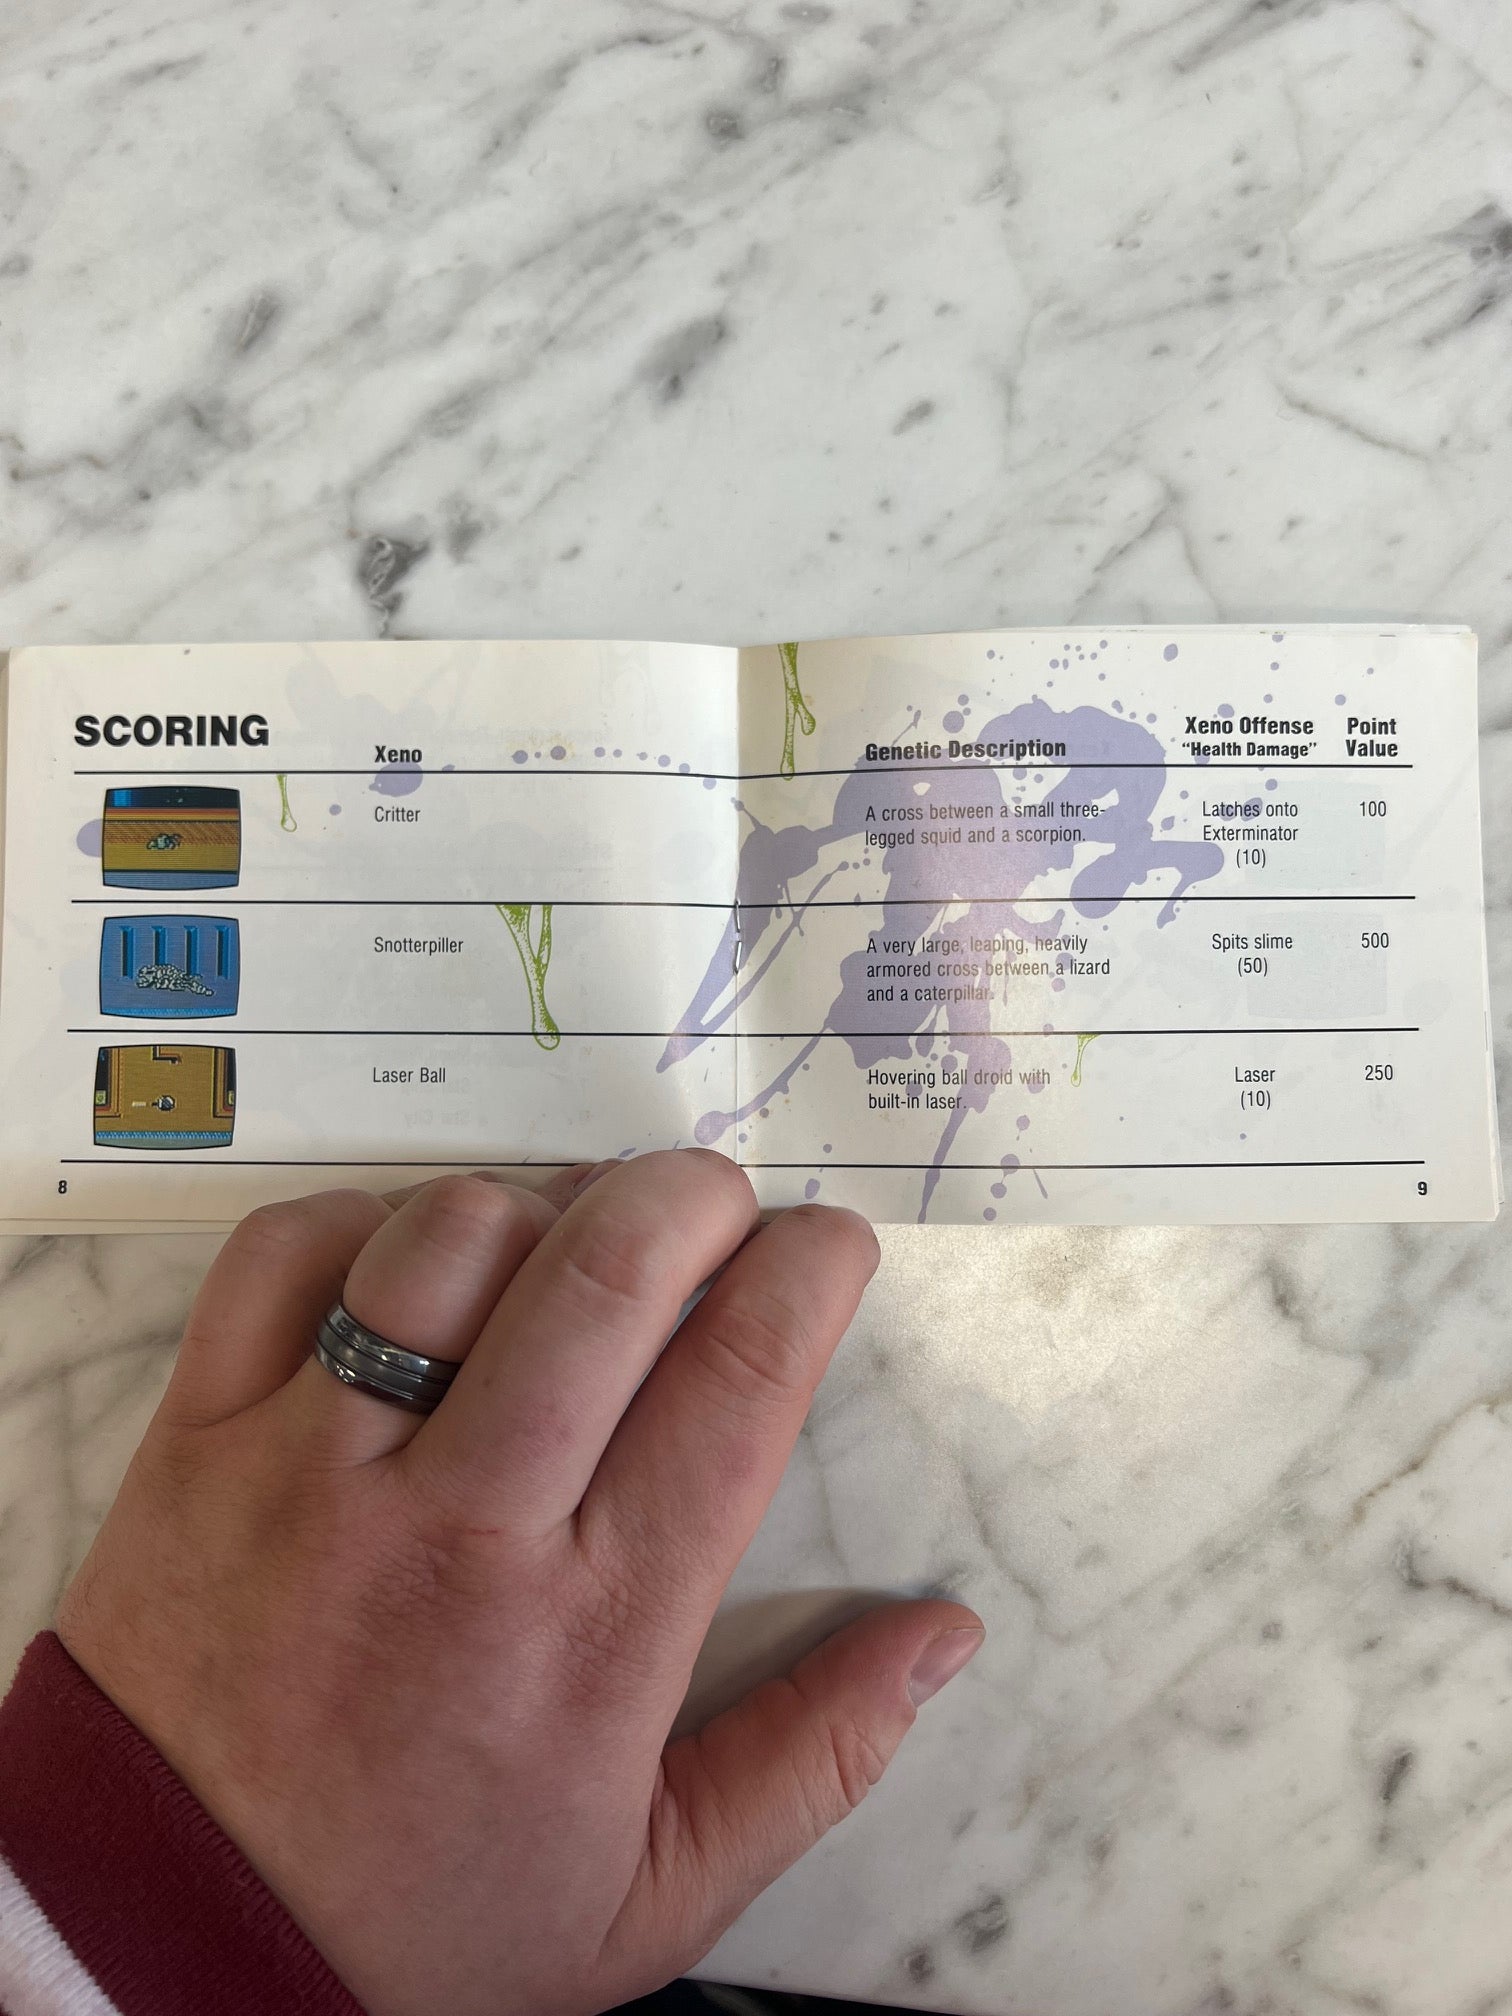 SCORING
Xeno
Genetic Description
Xeno Offense
"Health Damage"
Point
Value
Critter
A cross between a small three-
legged squid and a scorpion.
Latches onto
Exterminator
(10)
100
Snotterpiller
A very large, leaping, heavily
armored cross between a lizard
and a caterpillar.
Spits slime
(50)
500
Laser Ball
Hovering ball droid with
built-in laser.
Laser
(10)
250
8
9